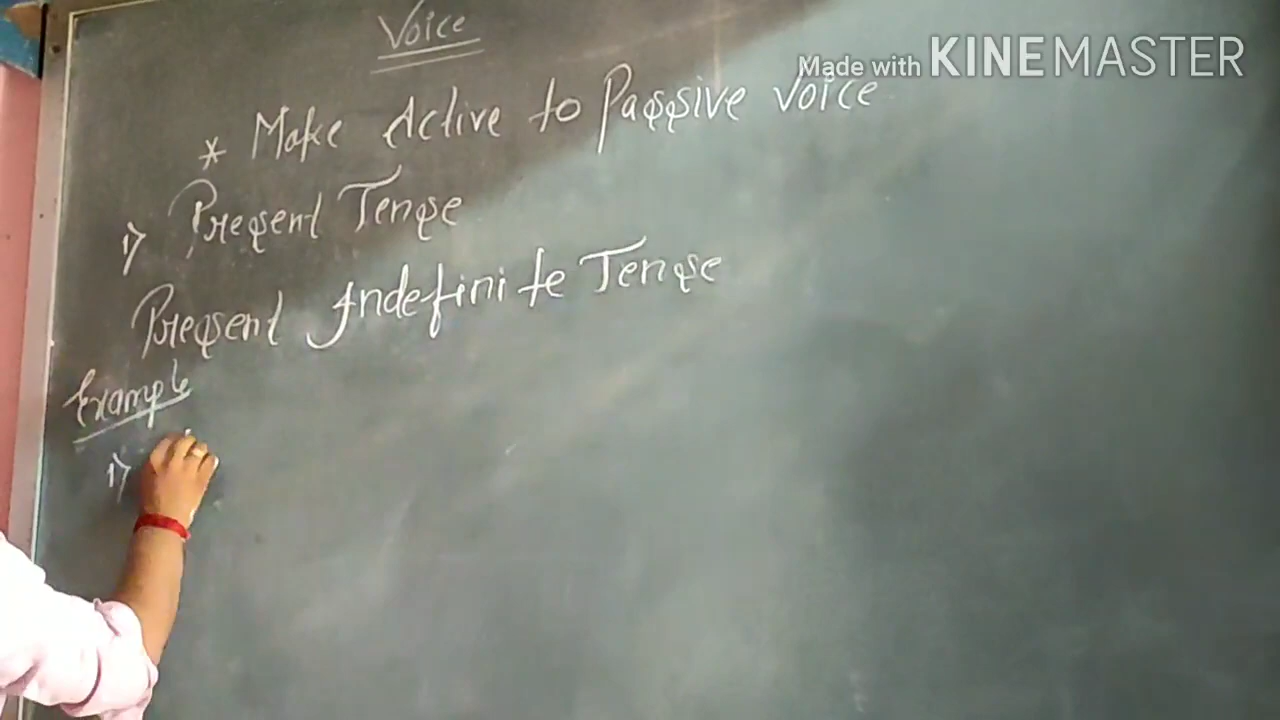 Voice
Made with KINEMASTER
* Make Active to Passive Voice
1) Present Tense
Present Indefinite Tense
Example
1)